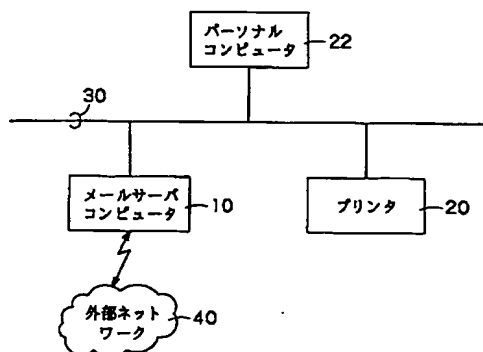 パーソナル
コンピュータ
22
30
メールサーバ
コンピュータ
10
プリンタ
20
外部ネット
ワーク
40